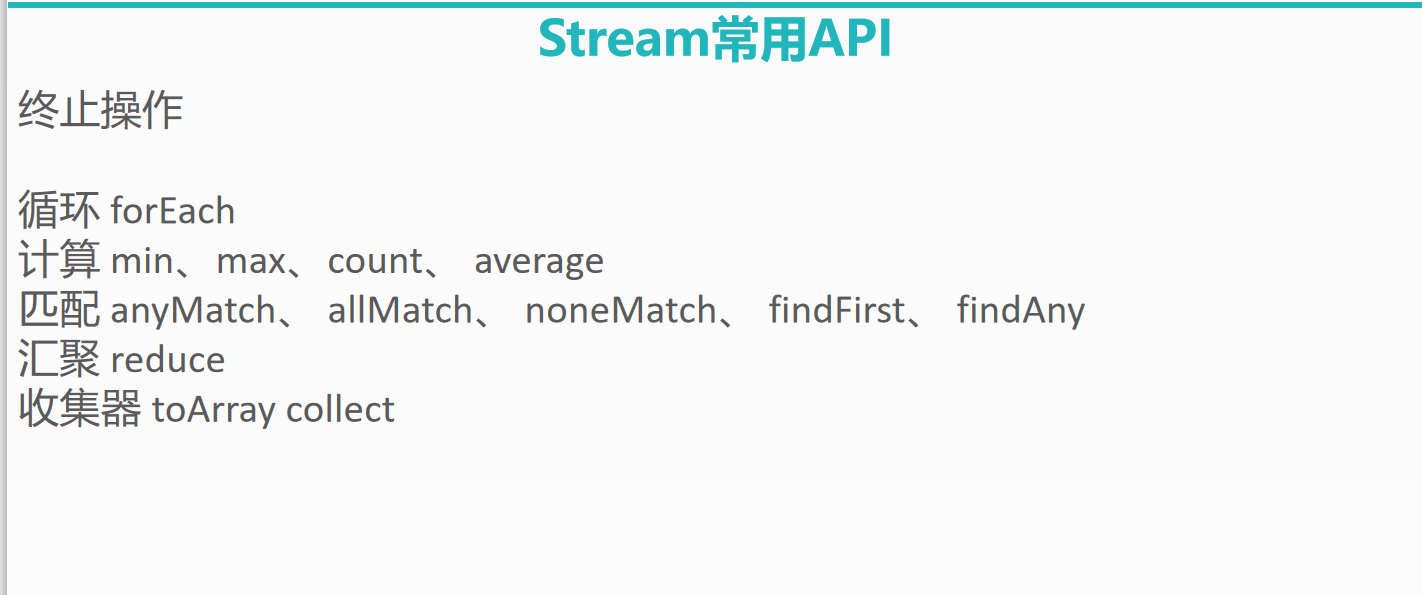 Stream常用API
终止操作
循环 forEach
计算 min、max、count、 average
匹配 anyMatch、 allMatch、 noneMatch、 findFirst、 findAny
汇聚 reduce
收集器 toArray collect